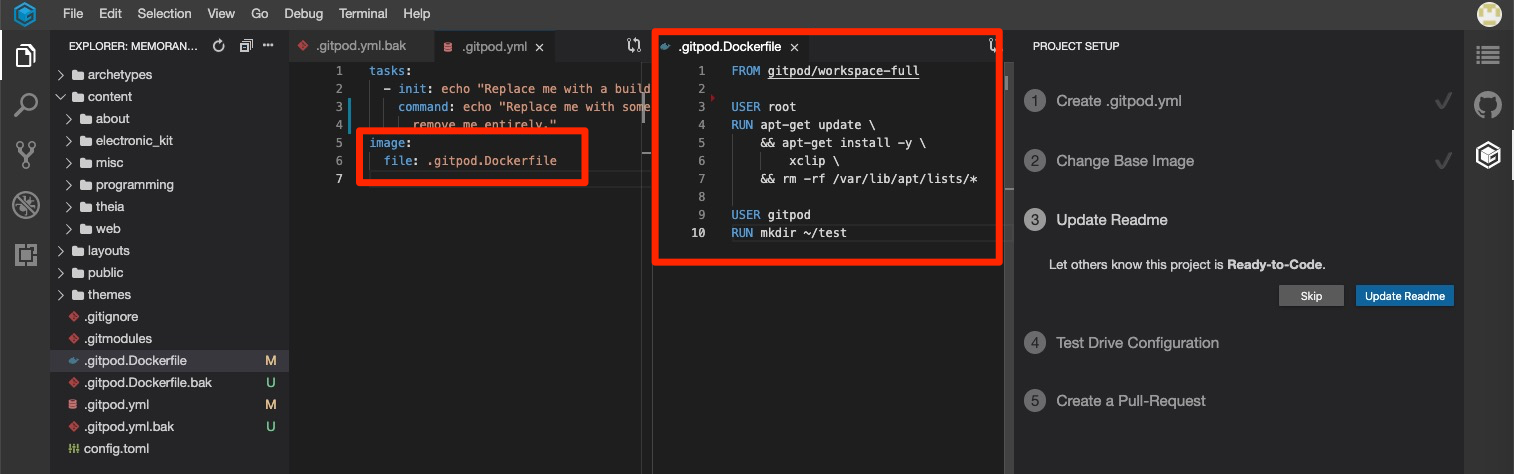 File Edit Selection View Go Debug Terminal Help
EXPLORER: MEMORAN...
archetypes
content
about
electronic_kit
misc
programming
theia
web
layouts
public
themes
.gitignore
.gitmodules
.gitpod.Dockerfile M
.gitpod.Dockerfile.bak U
.gitpod.yml M
.gitpod.yml.bak U
config.toml
.gitpod.yml.bak .gitpod.yml
1 tasks:
2 - init: echo "Replace me with a build
3 command: echo "Replace me with some
4 remove me entirely."
5 image:
6 file: .gitpod.Dockerfile
7
.gitpod.Dockerfile
1 FROM gitpod/workspace-full
2
3 USER root
4 RUN apt-get update \
5 && apt-get install -y \
6 xclip \
7 && rm -rf /var/lib/apt/lists/*
8
9 USER gitpod
10 RUN mkdir ~/test
PROJECT SETUP
1 Create .gitpod.yml
2 Change Base Image
3 Update Readme
Let others know this project is Ready-to-Code.
Skip Update Readme
4 Test Drive Configuration
5 Create a Pull-Request